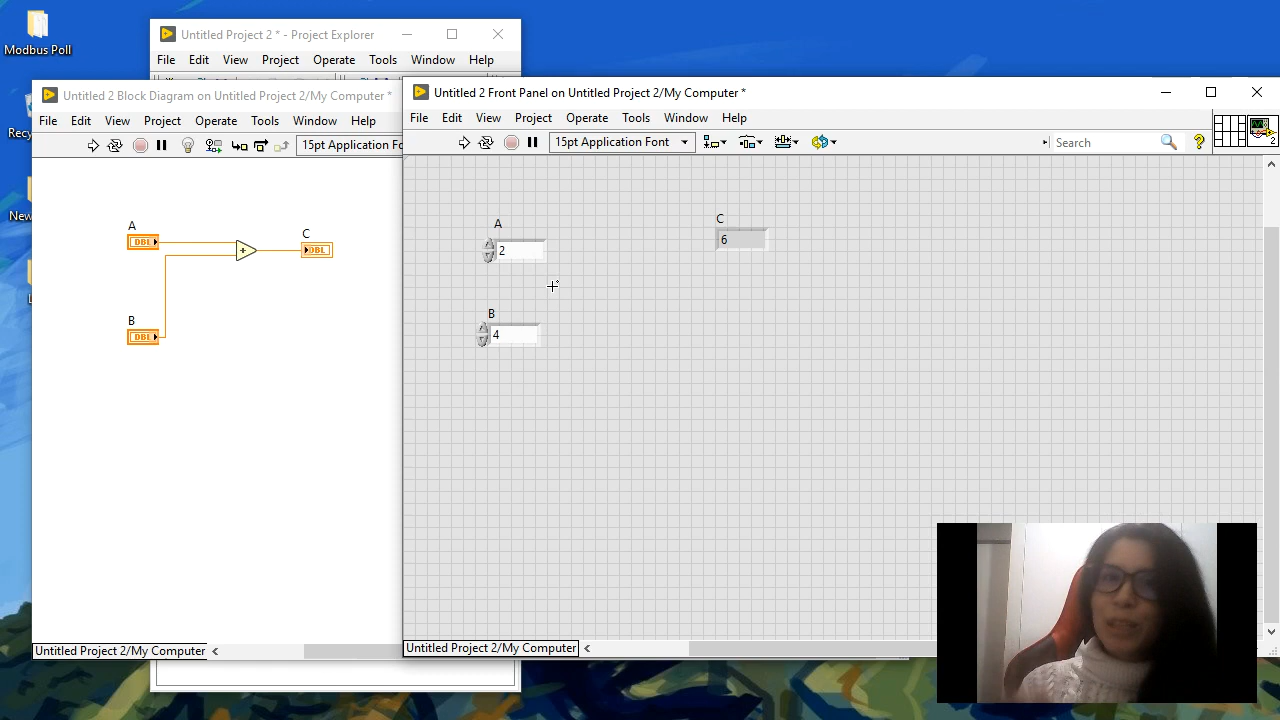 Modbus Poll
Recy
New
Untitled Project 2 * - Project Explorer
File Edit View Project Operate Tools Window Help
Untitled 2 Block Diagram on Untitled Project 2/My Computer *
File Edit View Project Operate Tools Window Help
15pt Application Fo
A
DBL
C
DBL
B
DBL
Untitled Project 2/My Computer
Untitled 2 Front Panel on Untitled Project 2/My Computer *
File Edit View Project Operate Tools Window Help
15pt Application Font
Search
2
A
2
C
6
B
4
Untitled Project 2/My Computer